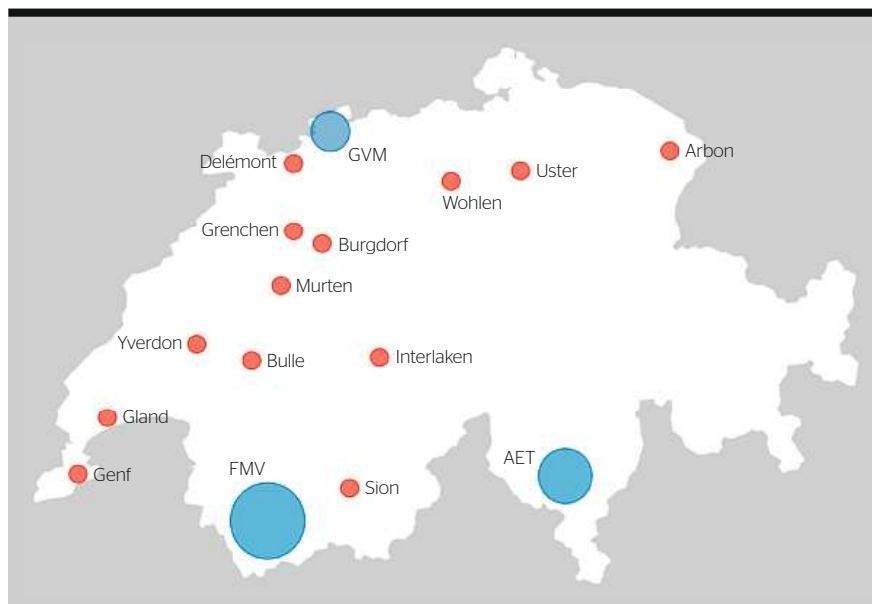 Delémont
GVM
Arbon
Uster
Wohlen
Grenchen
Burgdorf
Murten
Yverdon
Bulle
Interlaken
Gland
FMV
AET
Genf
Sion